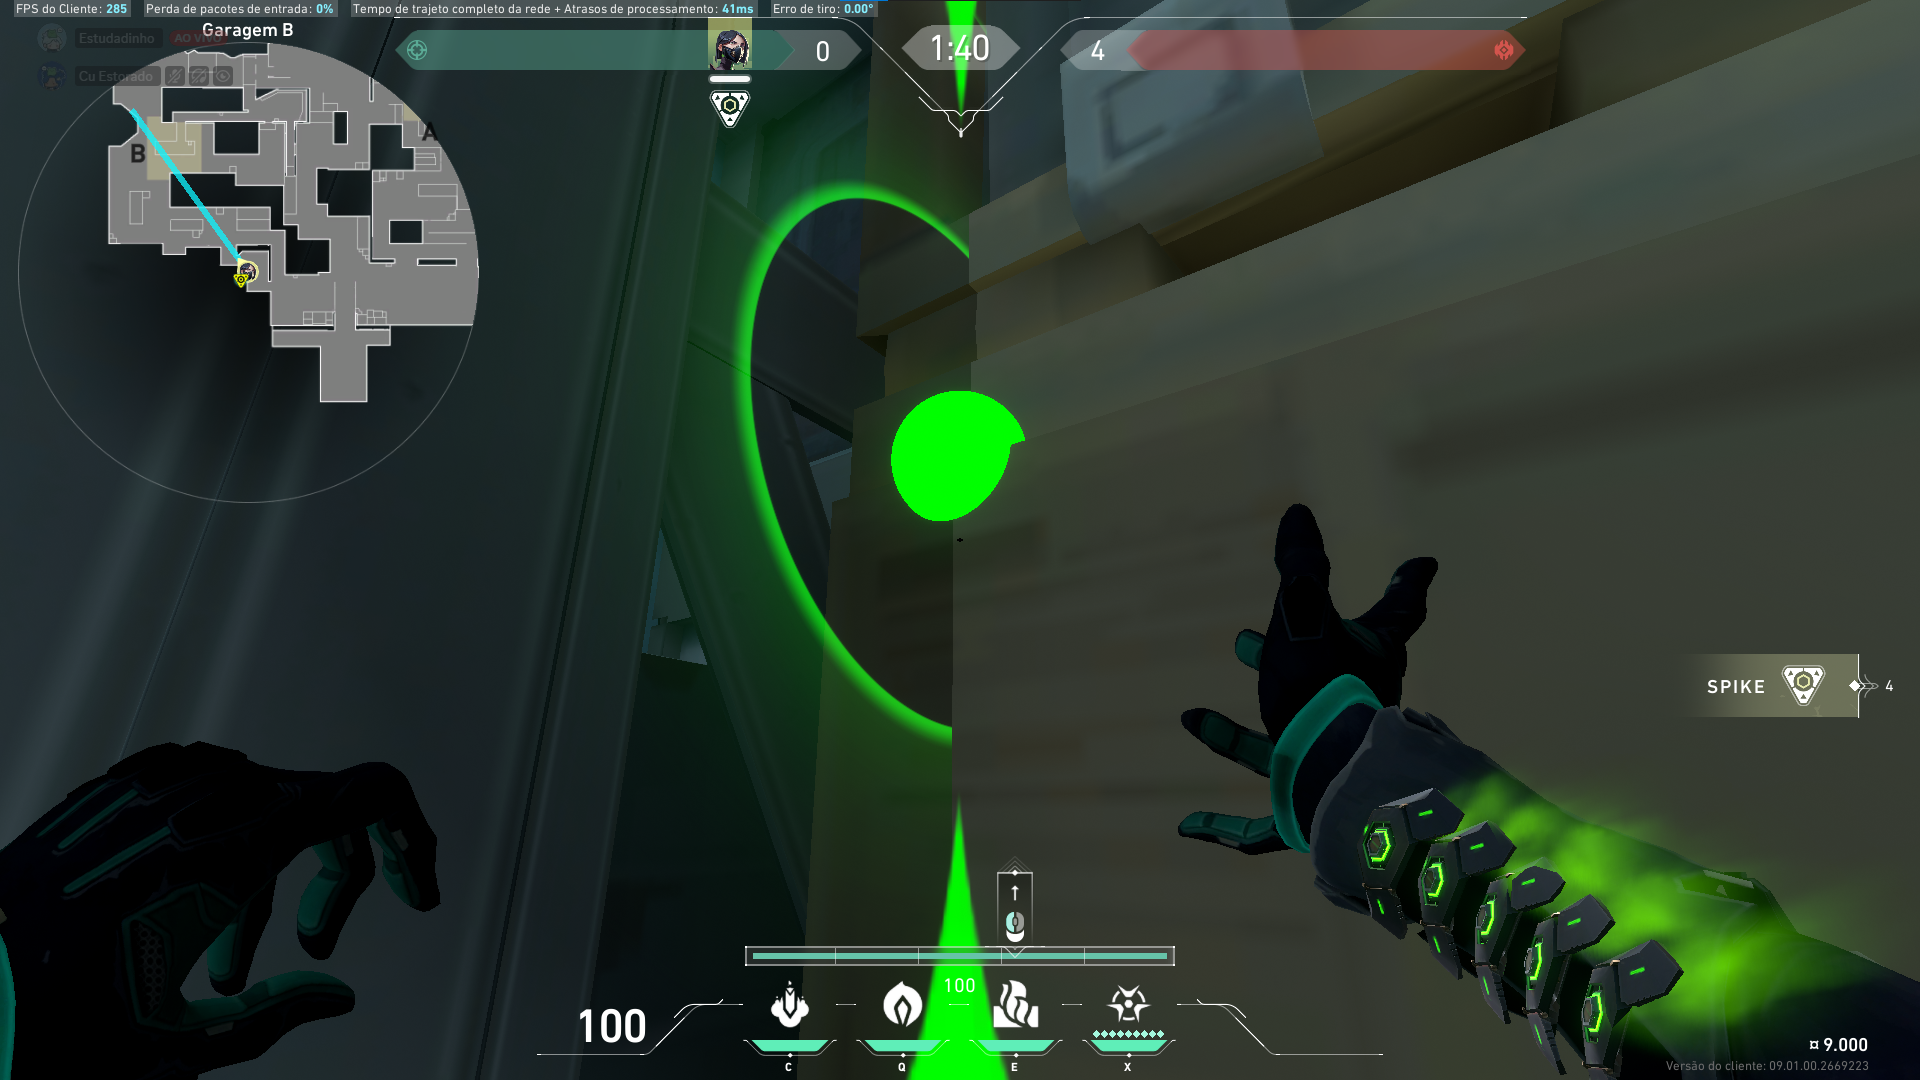 FPS do Cliente: 285
Perda de pacotes de entrada: 0%
Tempo de trajeto completo da rede + Atrasos de processamento: 41ms
Erro de tiro: 0.00°
Garagem B
Estudadinho
AO VIVO
Cu Estorado
0
1:40
4
B
A
SPIKE
4
100
100
C
Q
E
X
¤ 9.000
Versão do cliente: 09.01.00.2669223